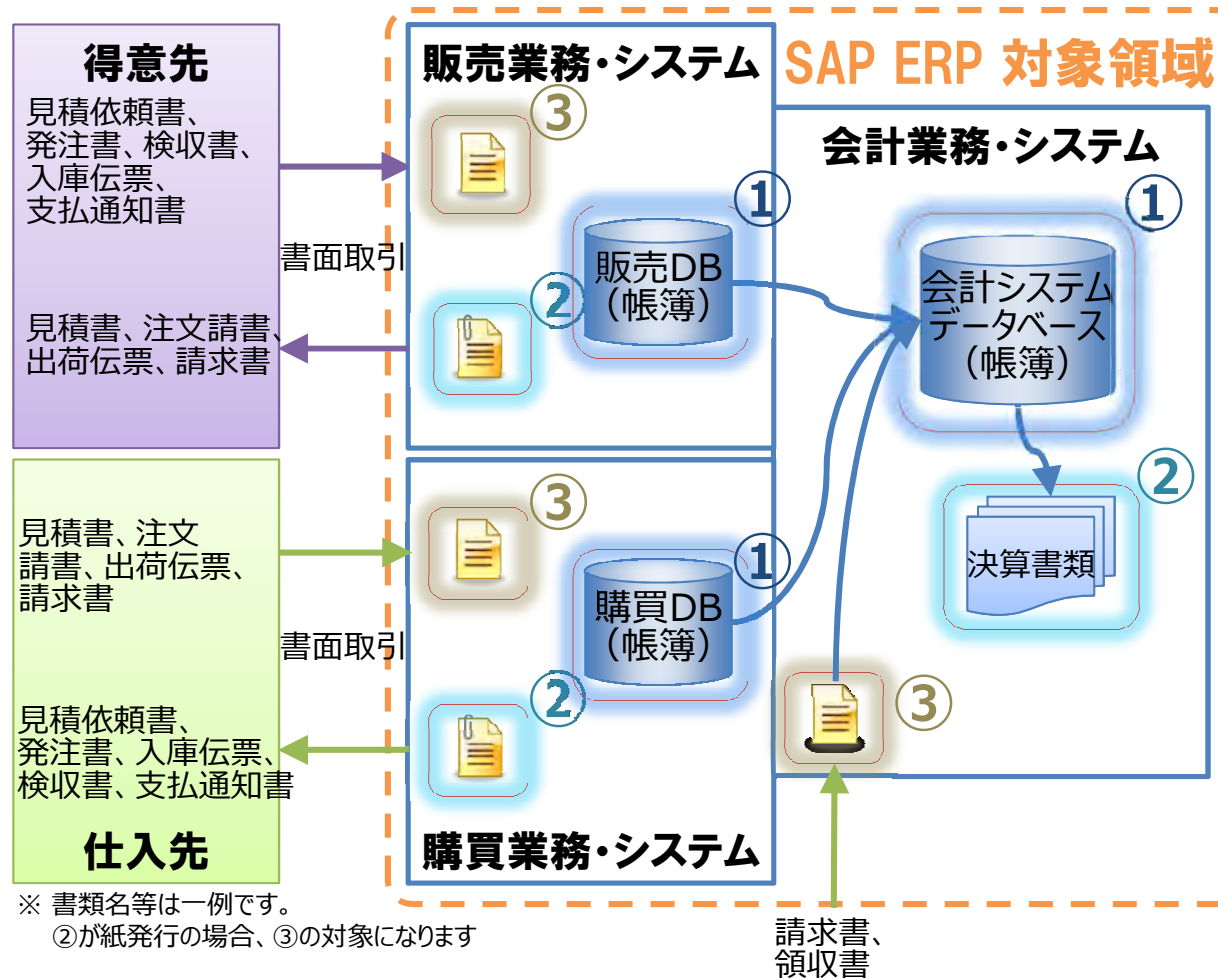 得意先
見積依頼書、
発注書、検収書、
入庫伝票、
支払通知書
書面取引
見積書、注文請書、
出荷伝票、請求書
販売業務・システム
③
①
販売DB
（帳簿）
②
SAP ERP 対象領域
会計業務・システム
①
会計システム
データベース
（帳簿）
②
決算書類
③
見積書、注文
請書、出荷伝票、
請求書
書面取引
見積依頼書、
発注書、入庫伝票、
検収書、支払通知書
仕入先
③
①
購買DB
（帳簿）
②
購買業務・システム
請求書、
領収書
※ 書類名等は一例です。
②が紙発行の場合、③の対象になります